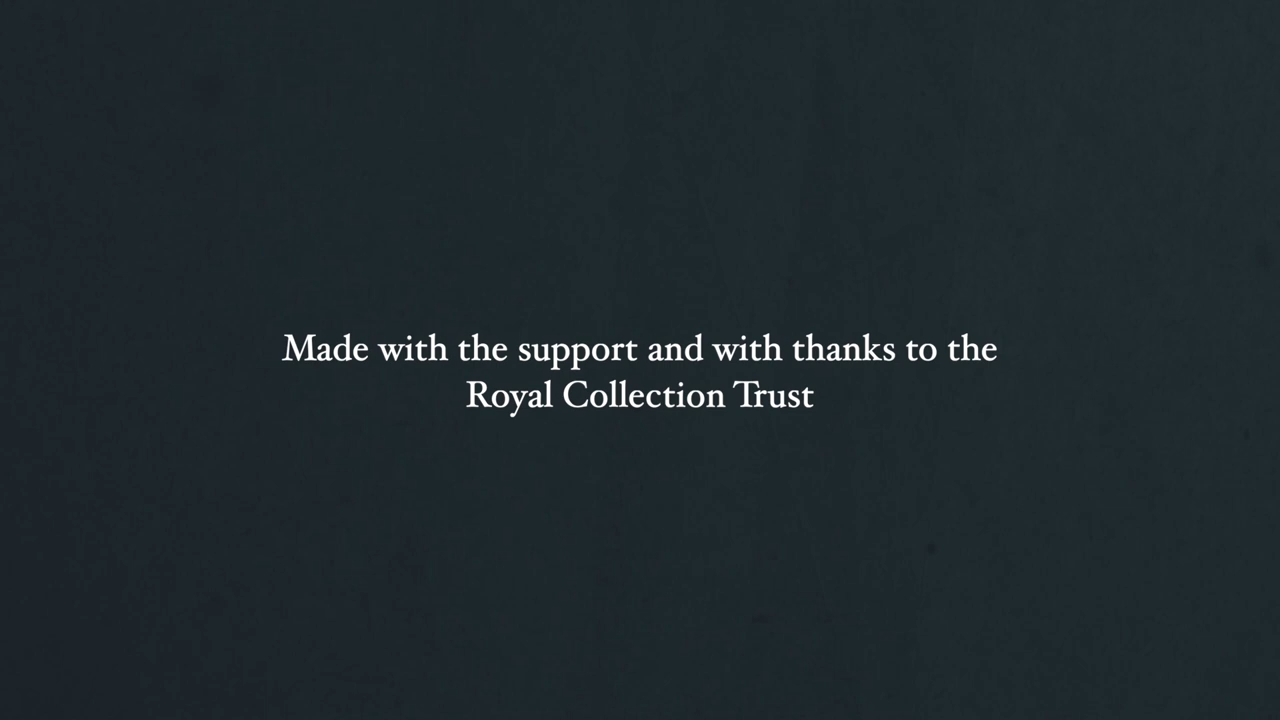 Made with the support and with thanks to the
Royal Collection Trust